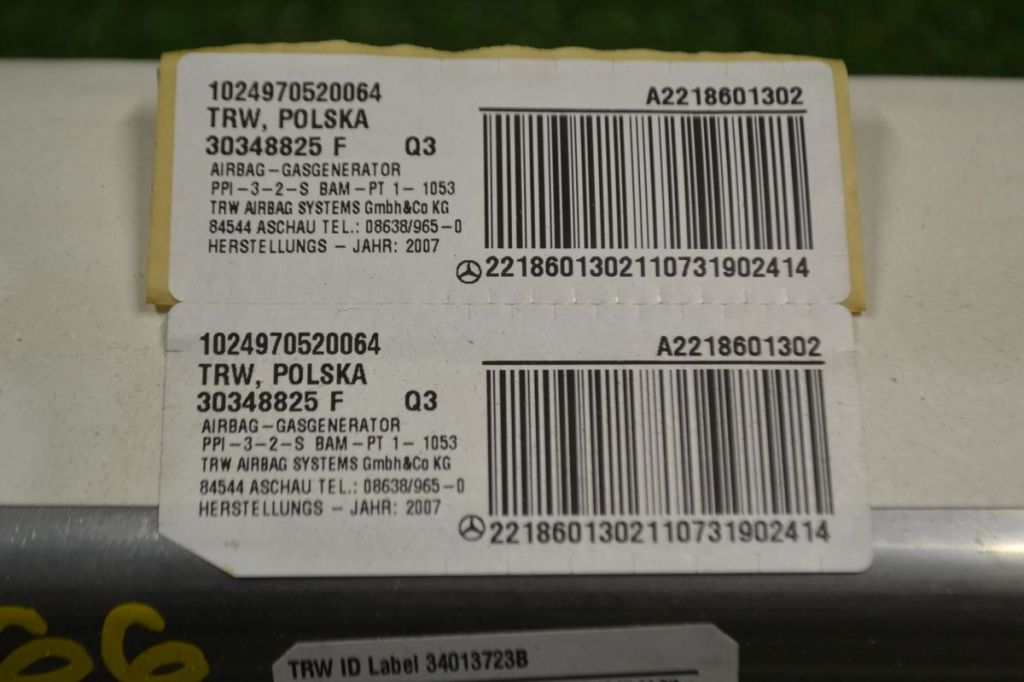 1024970520064
TRW, POLSKA
30348825 F Q3
AIRBAG-GASGENERATOR
PPI-3-2-S BAM-PT 1- 1053
TRW AIRBAG SYSTEMS Gmbh&Co KG
84544 ASCHAU TEL.: 08638/965-0
HERSTELLUNGS - JAHR: 2007
A2218601302
2218601302110731902414
1024970520064
TRW, POLSKA
30348825 F Q3
AIRBAG-GASGENERATOR
PPI-3-2-S BAM-PT 1- 1053
TRW AIRBAG SYSTEMS Gmbh&Co KG
84544 ASCHAU TEL.: 08638/965-0
HERSTELLUNGS - JAHR: 2007
A2218601302
2218601302110731902414
66
TRW ID Label 34013723B